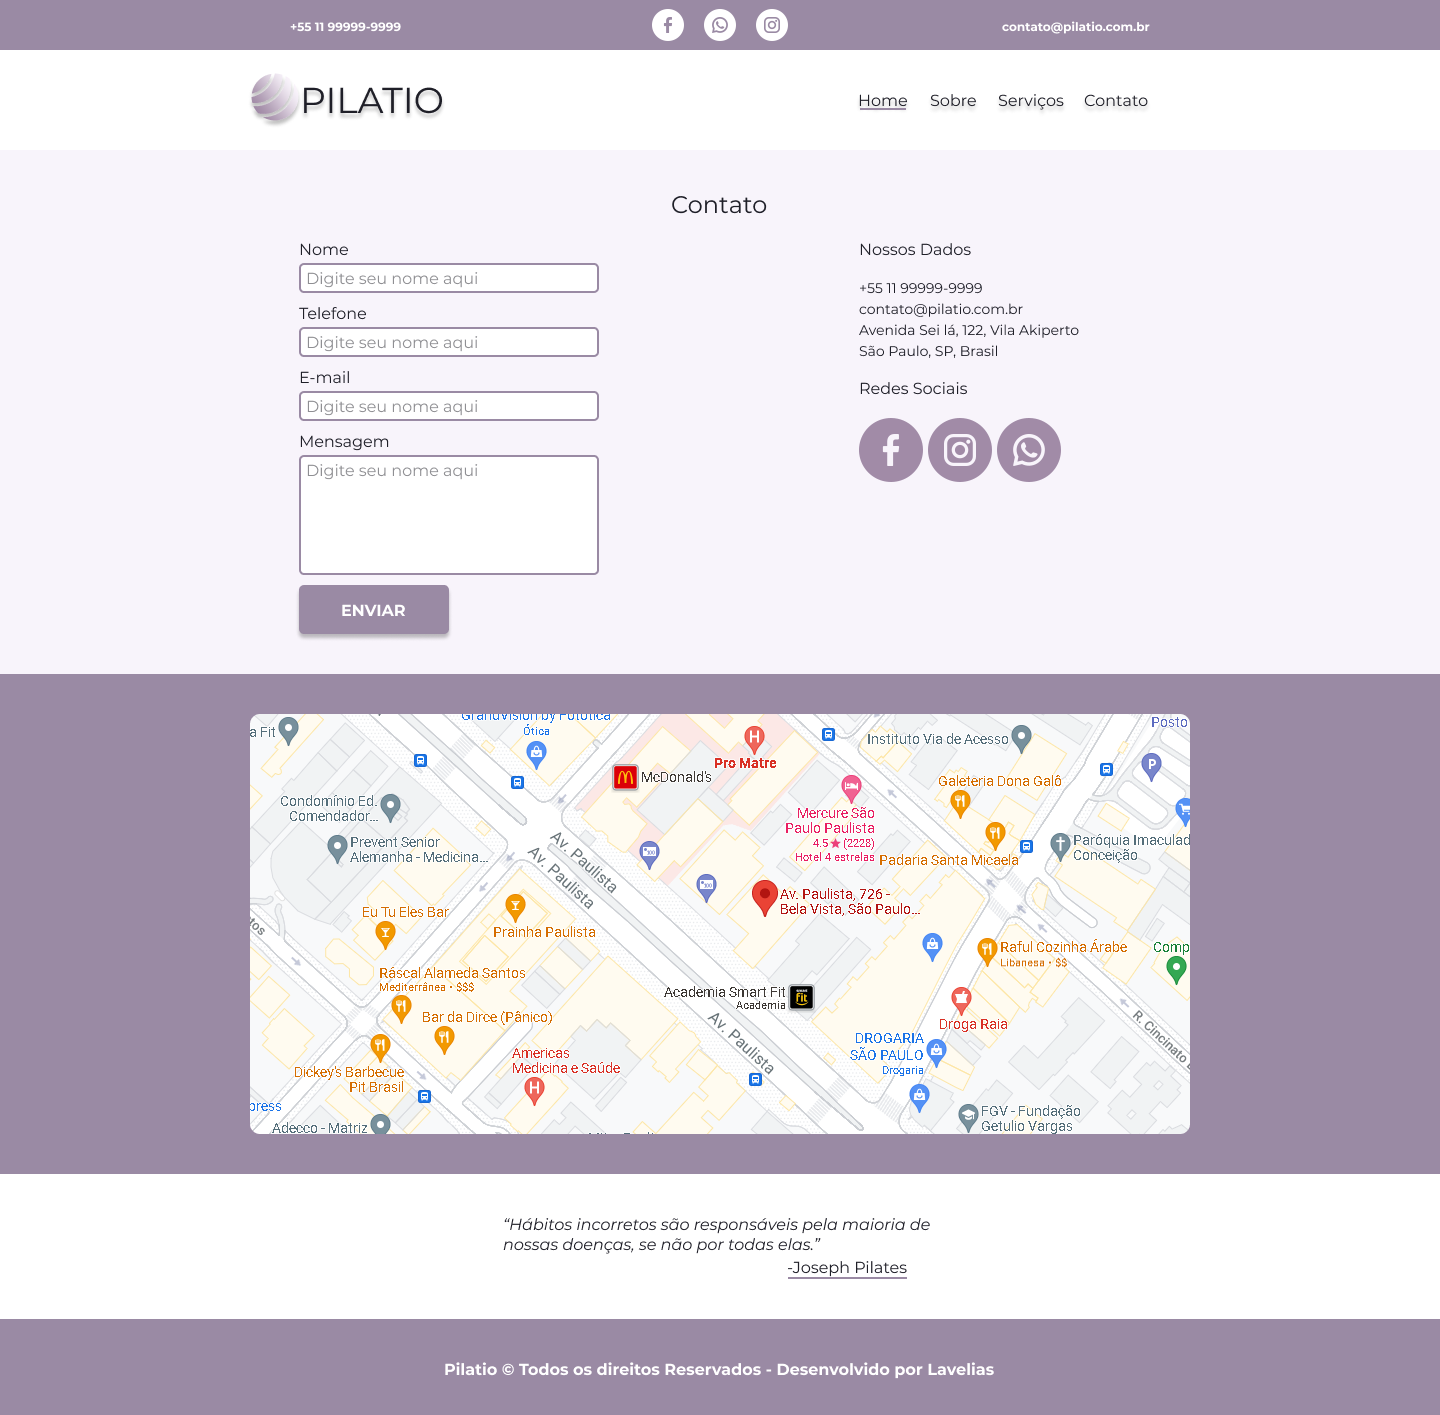 +55 11 99999-9999
contato@pilatio.com.br
PILATIO
Home Sobre Serviços Contato
Contato
Nome
Digite seu nome aqui
Telefone
Digite seu nome aqui
E-mail
Digite seu nome aqui
Mensagem
Digite seu nome aqui
ENVIAR
Nossos Dados
+55 11 99999-9999
contato@pilatio.com.br
Avenida Sei lá, 122, Vila Akiperto
São Paulo, SP, Brasil
Redes Sociais
GrandVision by Fototica
Ótica
Posto
a Fit
Instituto Via de Acesso
H
Pro Matre
McDonald's
P
Galeteria Dona Galô
Condomínio Ed.
Comendador...
Mercure São
Paulo Paulista
4.5★(2228)
Hotel 4 estrelas
Prevent Senior
Alemanha - Medicina...
Av. Paulista
Av. Paulista
Padaria Santa Micaela
Paróquia Imaculad
Conceição
Av. Paulista, 726 -
Bela Vista, São Paulo...
Eu Tu Eles Bar
Prainha Paulista
tos
Raful Cozinha Árabe
Libanesa • $$
Comp
Ráscal Alameda Santos
Mediterrânea • $$$
Academia Smart Fit
Academia
fit
Bar da Dirce (Pânico)
Av. Paulista
Droga Raia
R. Cincinato
DROGARIA
SÃO PAULO
Drogaria
Americas
Medicina e Saúde
H
Dickey's Barbecue
Pit Brasil
press
Adecco - Matriz
FGV - Fundação
Getulio Vargas
“Hábitos incorretos são responsáveis pela maioria de
nossas doenças, se não por todas elas.”
-Joseph Pilates
Pilatio © Todos os direitos Reservados - Desenvolvido por Lavelias